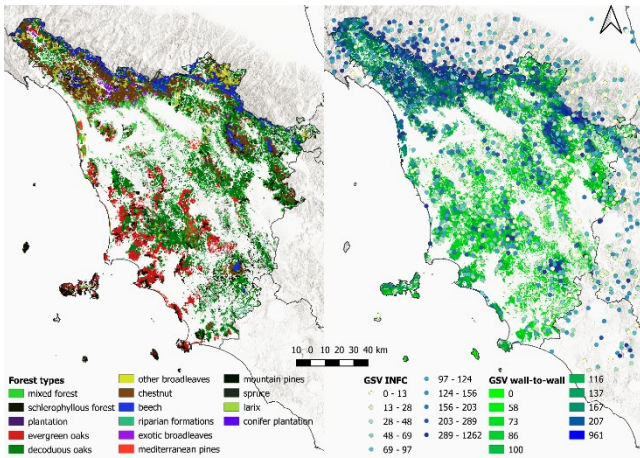 10 0 10 20 30 40 km
Forest types
mixed forest
schlerophyllous forest
plantation
evergreen oaks
decoduous oaks
other broadleaves
chestnut
beech
riparian formations
exotic broadleaves
mediterranean pines
mountain pines
spruce
larix
conifer plantation
GSV INFC
0 - 13
13 - 28
28 - 48
48 - 69
69 - 97
97 - 124
124 - 156
156 - 203
203 - 289
289 - 1262
GSV wall-to-wall
0
58
73
86
100
116
137
167
207
961